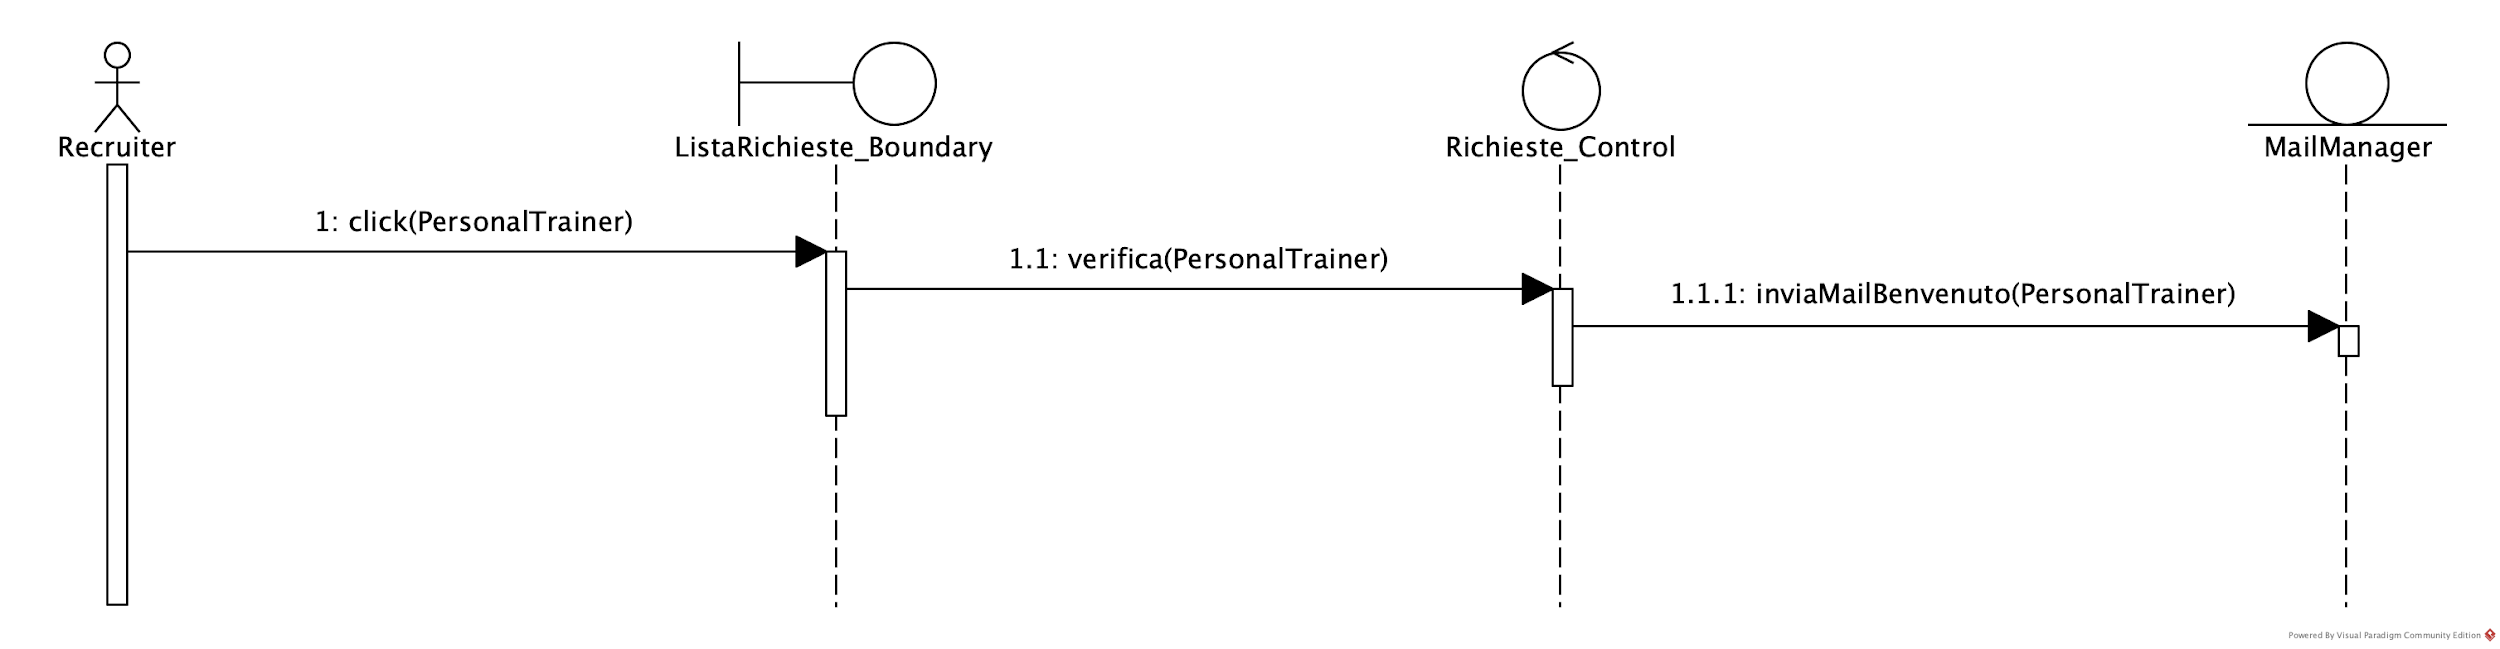 Recruiter
ListaRichieste_Boundary
Richieste_Control
MailManager
1: click(PersonalTrainer)
1.1: verifica(PersonalTrainer)
1.1.1: inviaMailBenvenuto(PersonalTrainer)
Powered By Visual Paradigm Community Edition